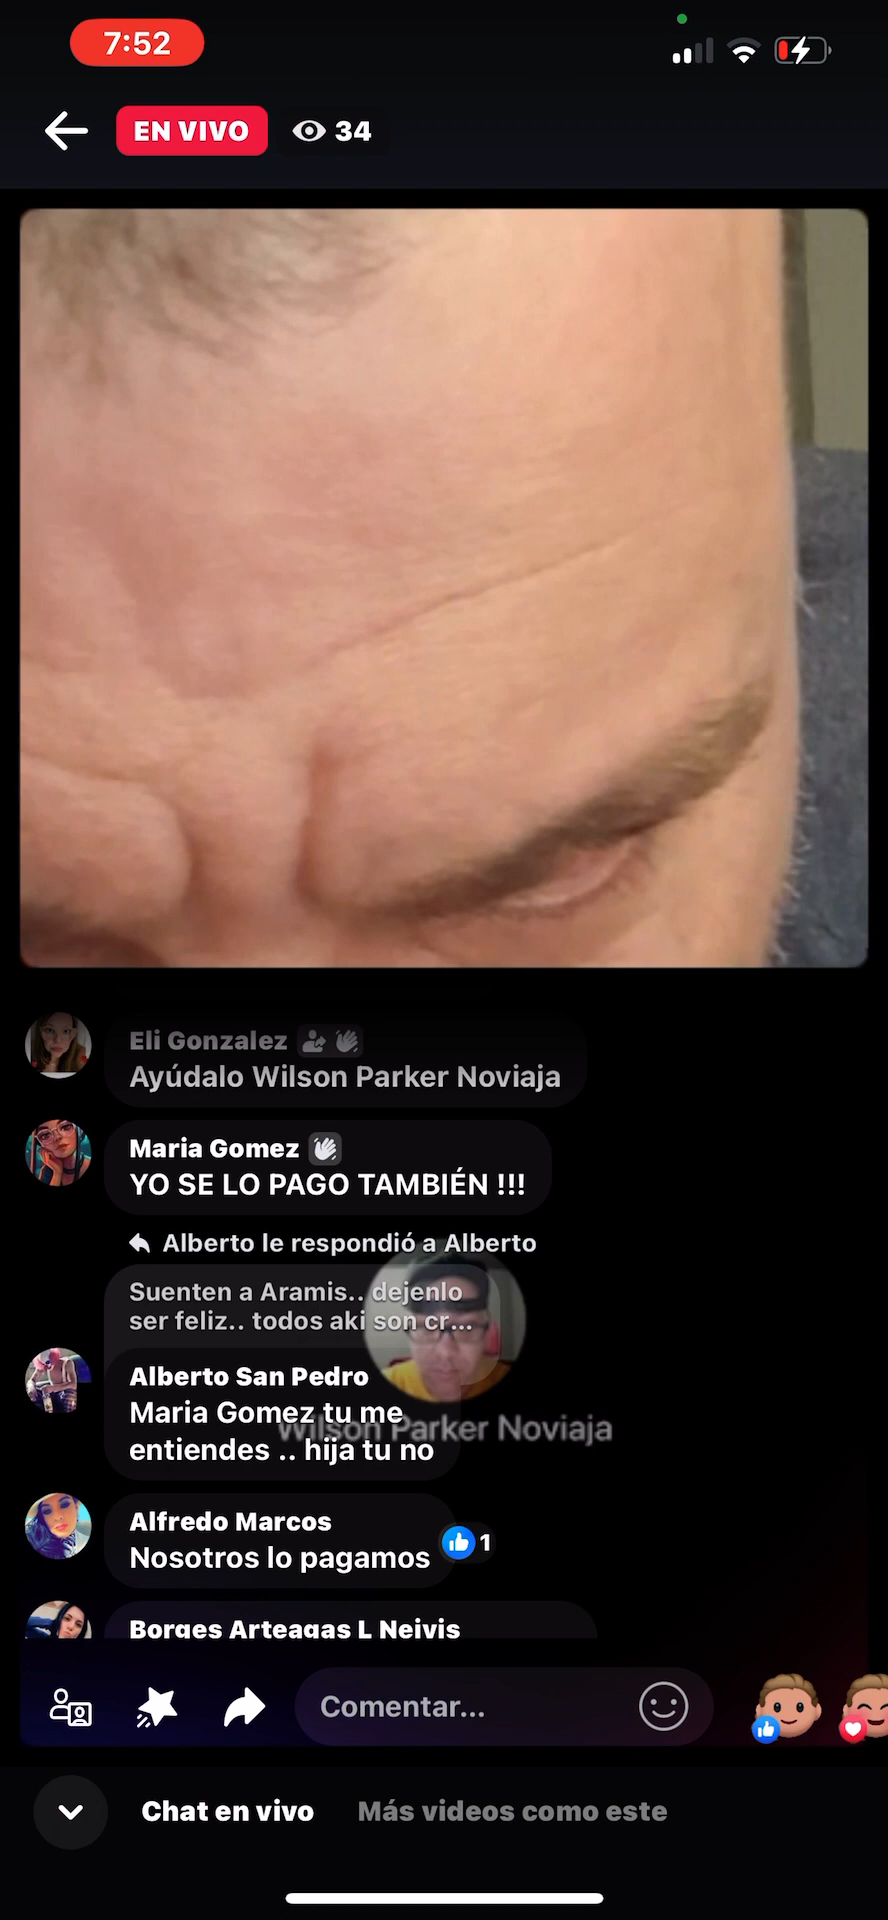 7:52
EN VIVO
34
Eli Gonzalez
Ayúdalo Wilson Parker Noviaja
Maria Gomez
YO SE LO PAGO TAMBIÉN !!!
Alberto le respondió a Alberto
Suenten a Aramis.. dejenlo
ser feliz.. todos aki son cr...
Alberto San Pedro
Maria Gomez tu me
entiendes .. hija tu no
Wilson Parker Noviaja
Alfredo Marcos
Nosotros lo pagamos
1
Borges Arteagas L Neivis
Comentar...
Chat en vivo
Más videos como este